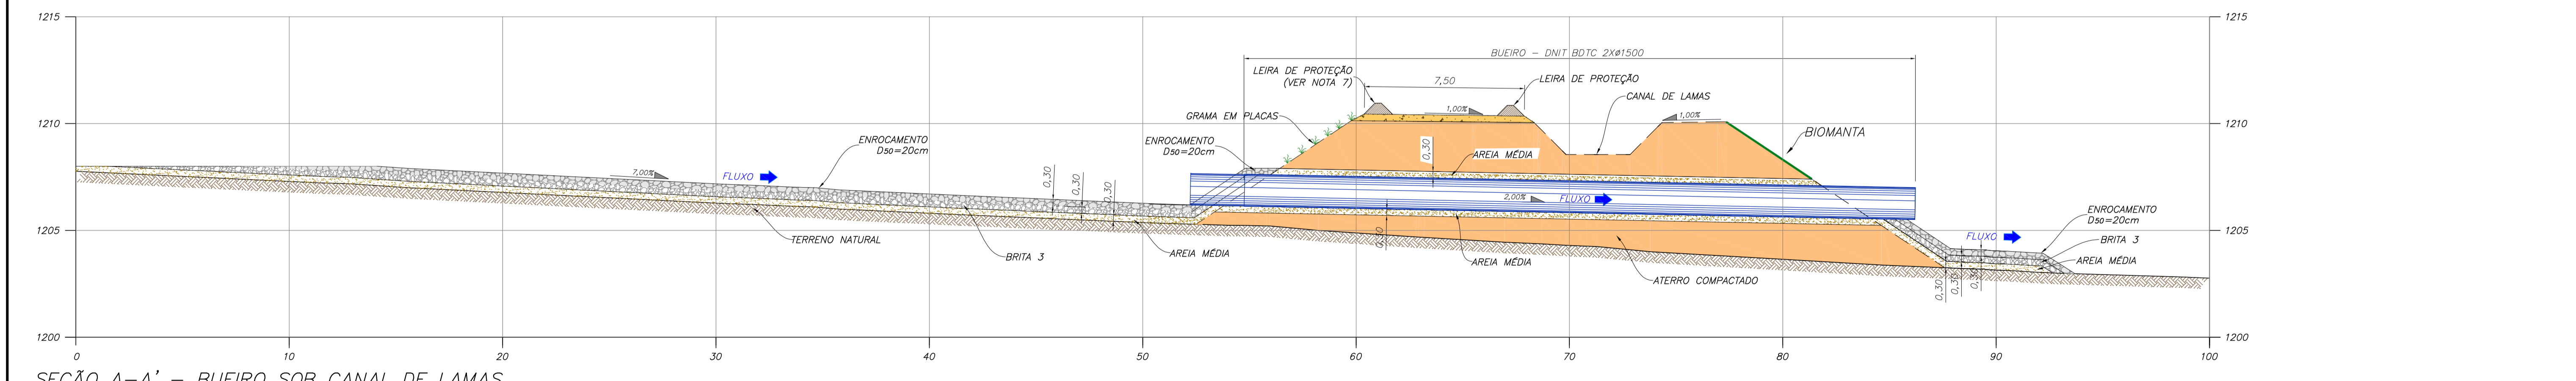 1215
1215
BUEIRO - DNIT BDTC 2XØ1500
LEIRA DE PROTEÇÃO
(VER NOTA 7)
7,50
LEIRA DE PROTEÇÃO
CANAL DE LAMAS
1,00%
1,00%
GRAMA EM PLACAS
1210
1210
BIOMANTA
ENROCAMENTO
D50=20cm
ENROCAMENTO
D50=20cm
0,30
AREIA MÉDIA
7,00%
FLUXO
0,30
0,30
0,30
2,00%
FLUXO
ENROCAMENTO
D50=20cm
1205
1205
TERRENO NATURAL
BRITA 3
AREIA MÉDIA
AREIA MÉDIA
ATERRO COMPACTADO
FLUXO
BRITA 3
AREIA MÉDIA
0,30
0,30
0,30
1200
1200
0
10
20
30
40
50
60
70
80
90
100
SEÇÃO A-A' - BUEIRO SOB CANAL DE LAMAS